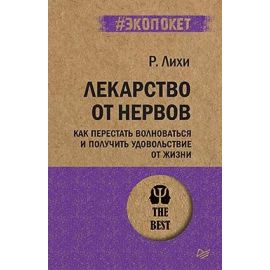 #ЭКОПОКЕТ
Р. Лихи
ЛЕКАРСТВО
ОТ НЕРВОВ
КАК ПЕРЕСТАТЬ ВОЛНОВАТЬСЯ
И ПОЛУЧИТЬ УДОВОЛЬСТВИЕ
ОТ ЖИЗНИ
THE
BEST